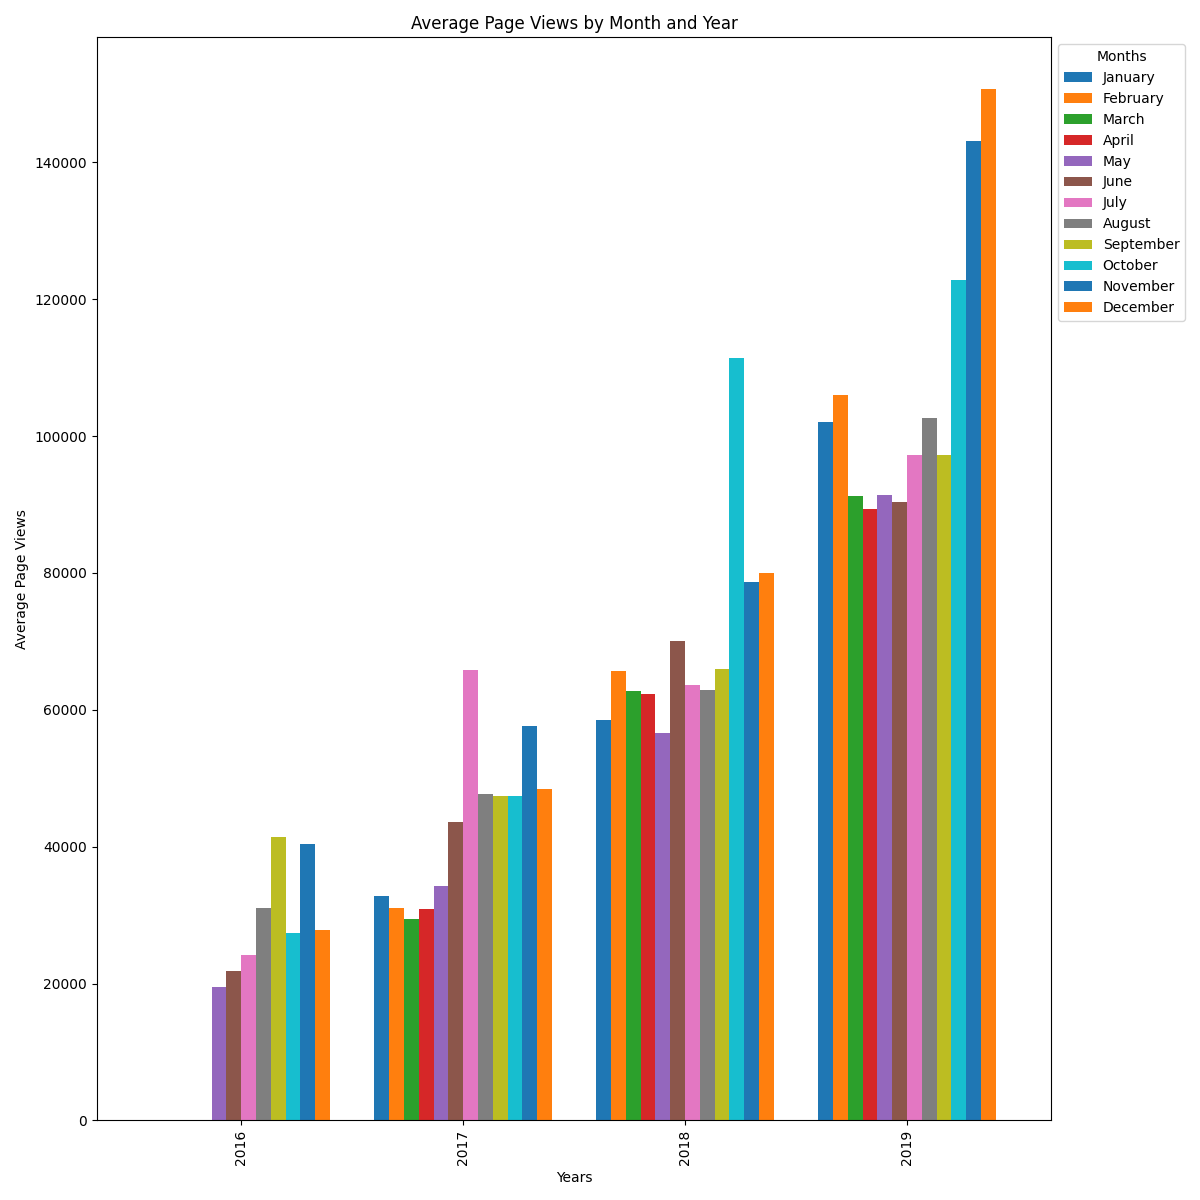 Average Page Views by Month and Year
Months
January
February
March
April
May
June
July
August
September
October
November
December
140000
120000
100000
80000
60000
40000
20000
0
Average Page Views
2016
2017
2018
2019
Years